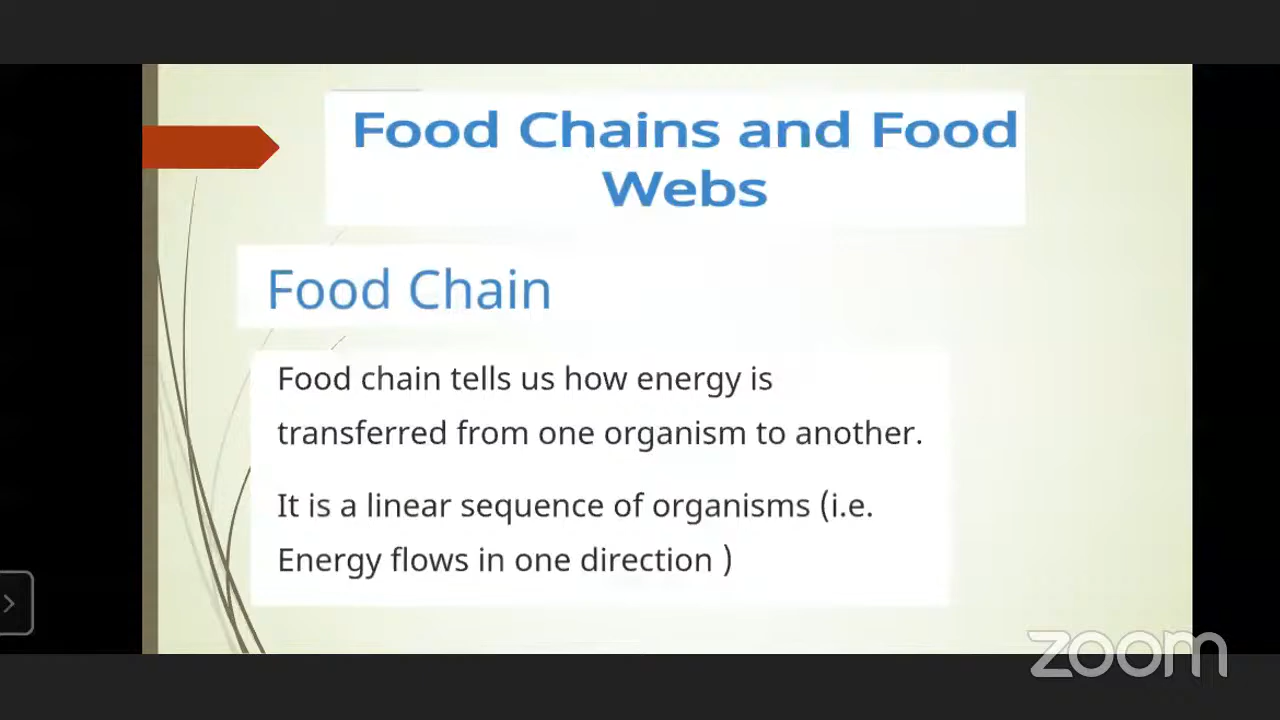 Food Chains and Food
Webs
Food Chain
Food chain tells us how energy is
transferred from one organism to another.
It is a linear sequence of organisms (i.e.
Energy flows in one direction )
zoom